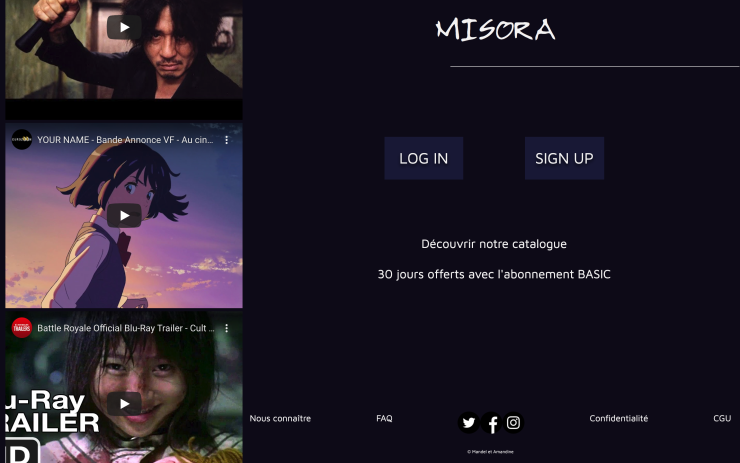 MISORA
LOG IN
SIGN UP
Découvrir notre catalogue
30 jours offerts avec l'abonnement BASIC
YOUR NAME - Bande Annonce VF - Au cin...
Battle Royale Official Blu-Ray Trailer - Cult ...
TRAILERS
u-Ray
RAILER
D
Nous connaître
FAQ
Confidentialité
CGU
© Mandel et Amandine